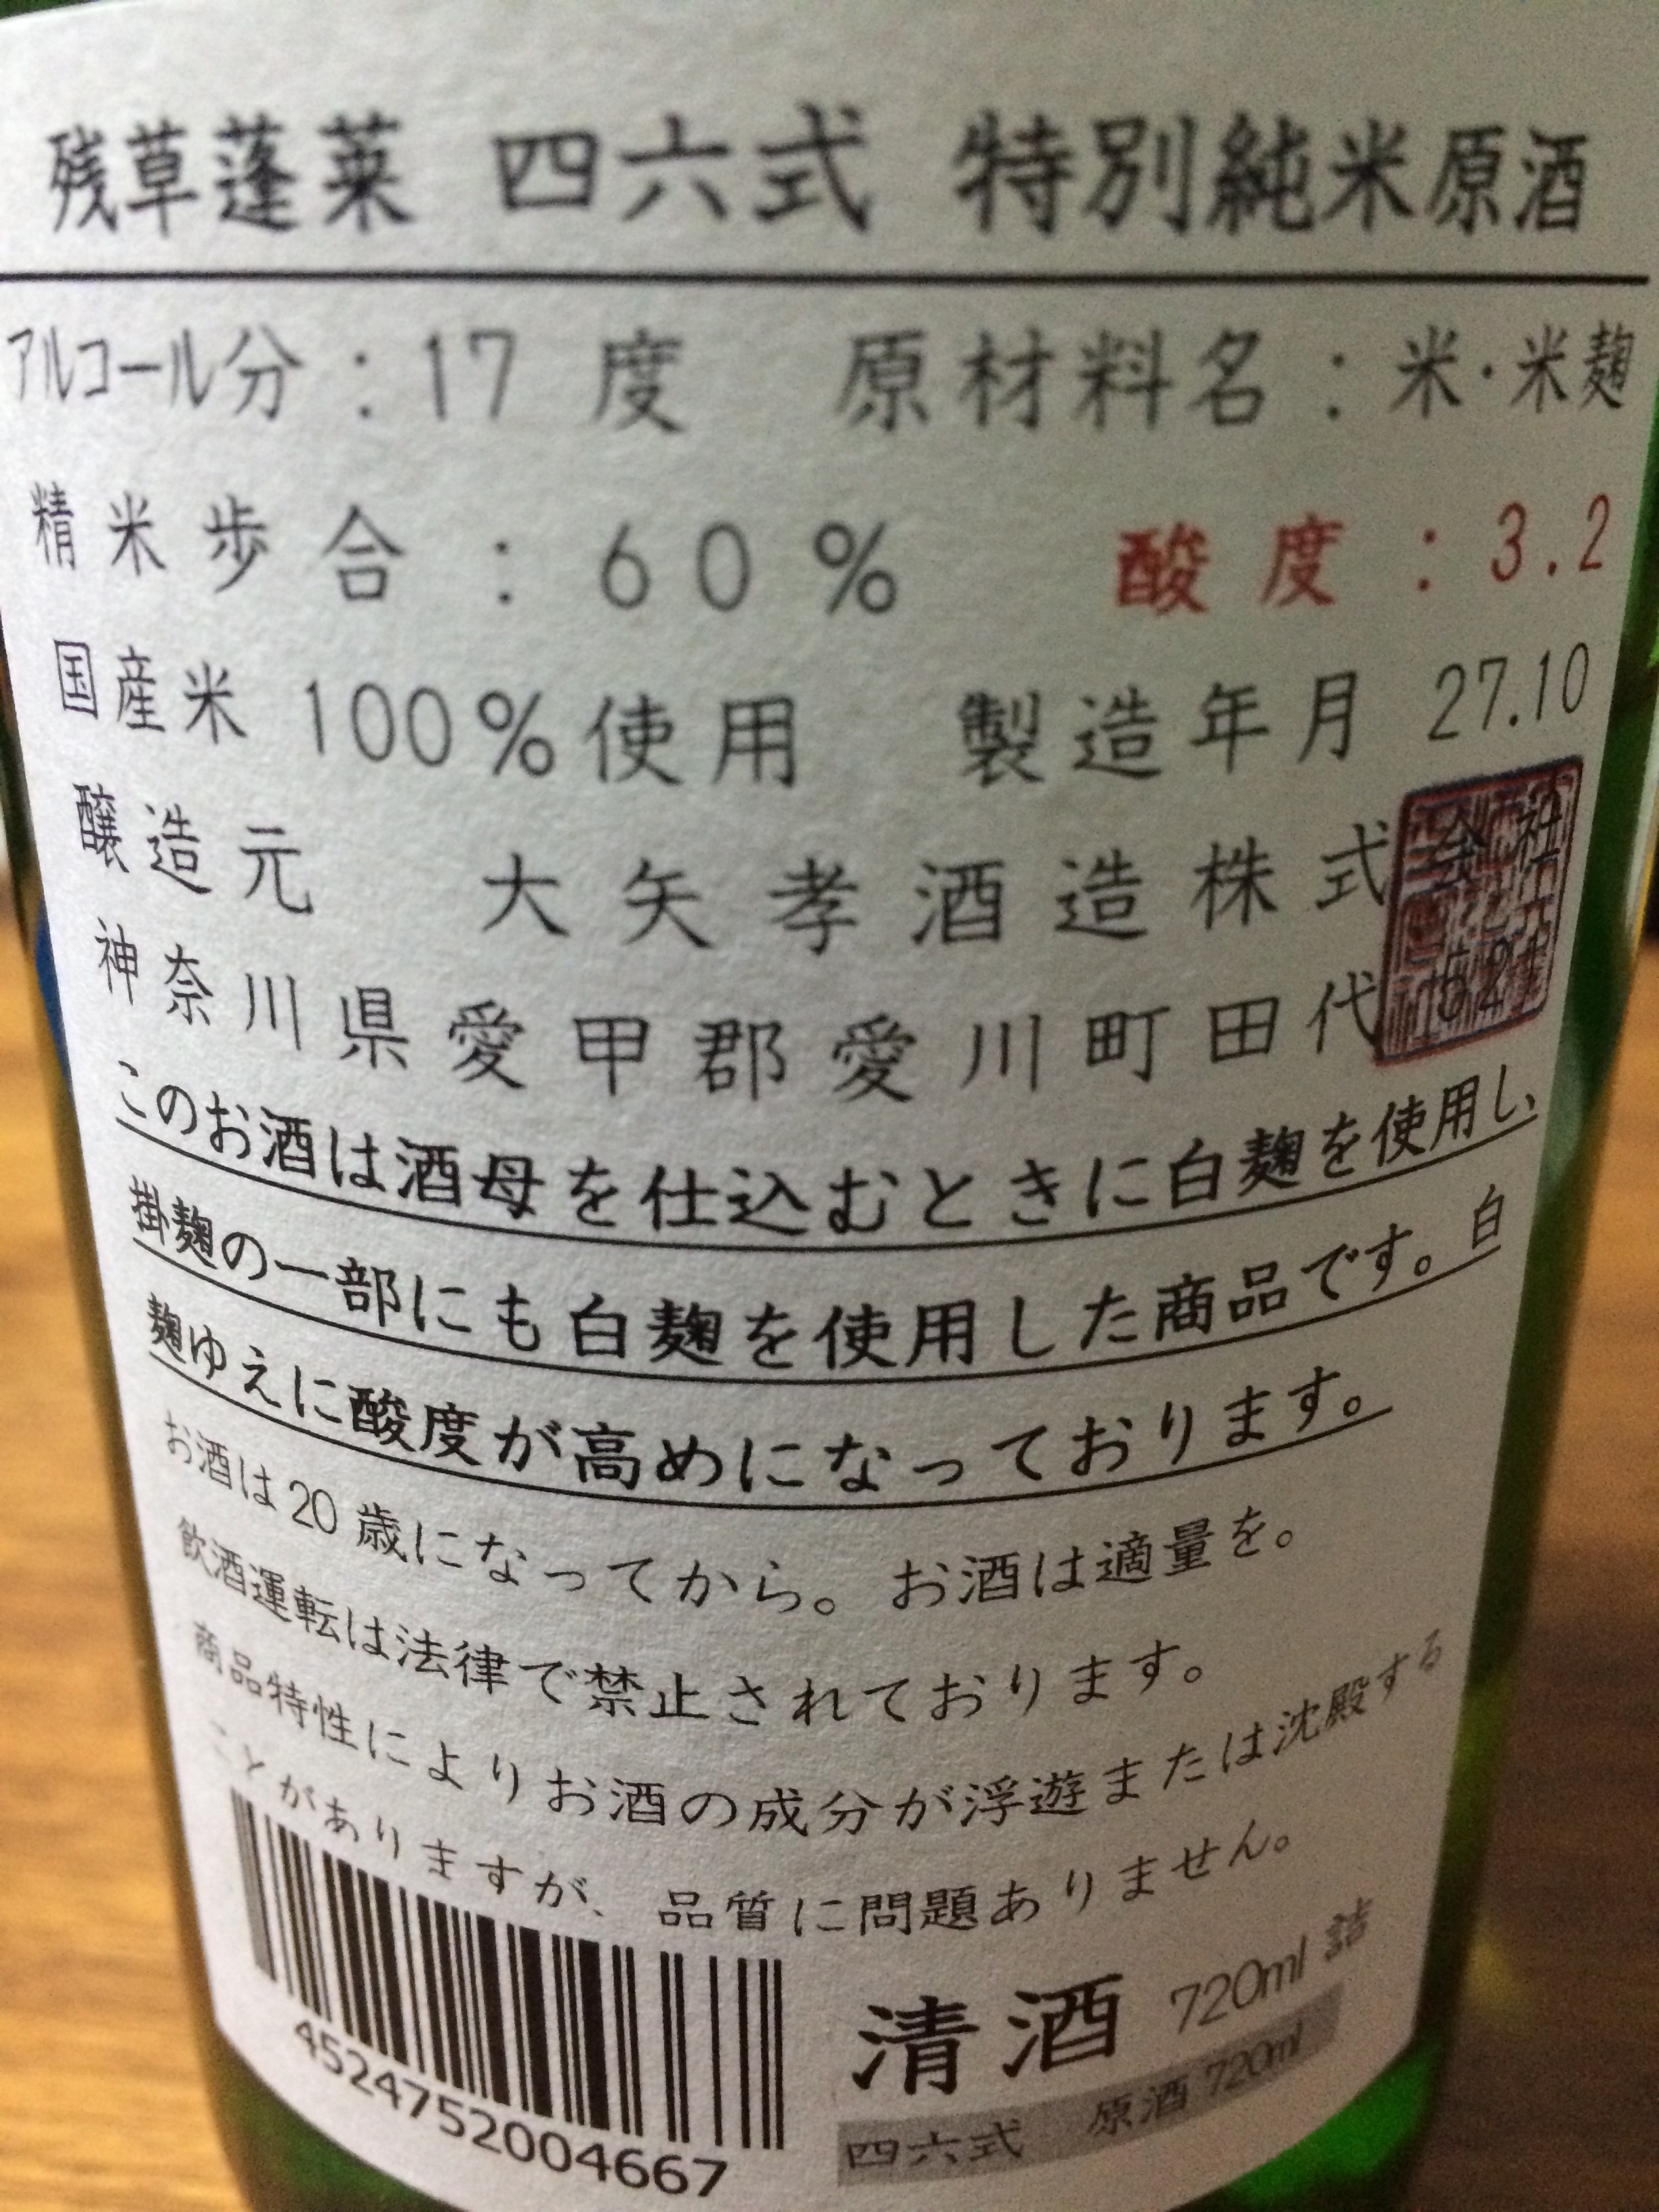 残草蓬莱 四六式 特別純米原酒
アルコール分：17度 原材料名：米・米麹
精米歩合：60% 酸度：3.2
国産米100%使用 製造年月 27.10
醸造元 大矢孝酒造株式会社
神奈川県愛甲郡愛川町田代 521
このお酒は酒母を仕込むときに白麹を使用し、
掛麹の一部にも白麹を使用した商品です。白
麹ゆえに酸度が高めになっております。
お酒は20歳になってから。お酒は適量を。
飲酒運転は法律で禁止されております。
商品特性によりお酒の成分が浮遊または沈殿する
ことがありますが、品質に問題ありません。
清酒 720ml 詰
四六式 原酒 720ml
4524752004667